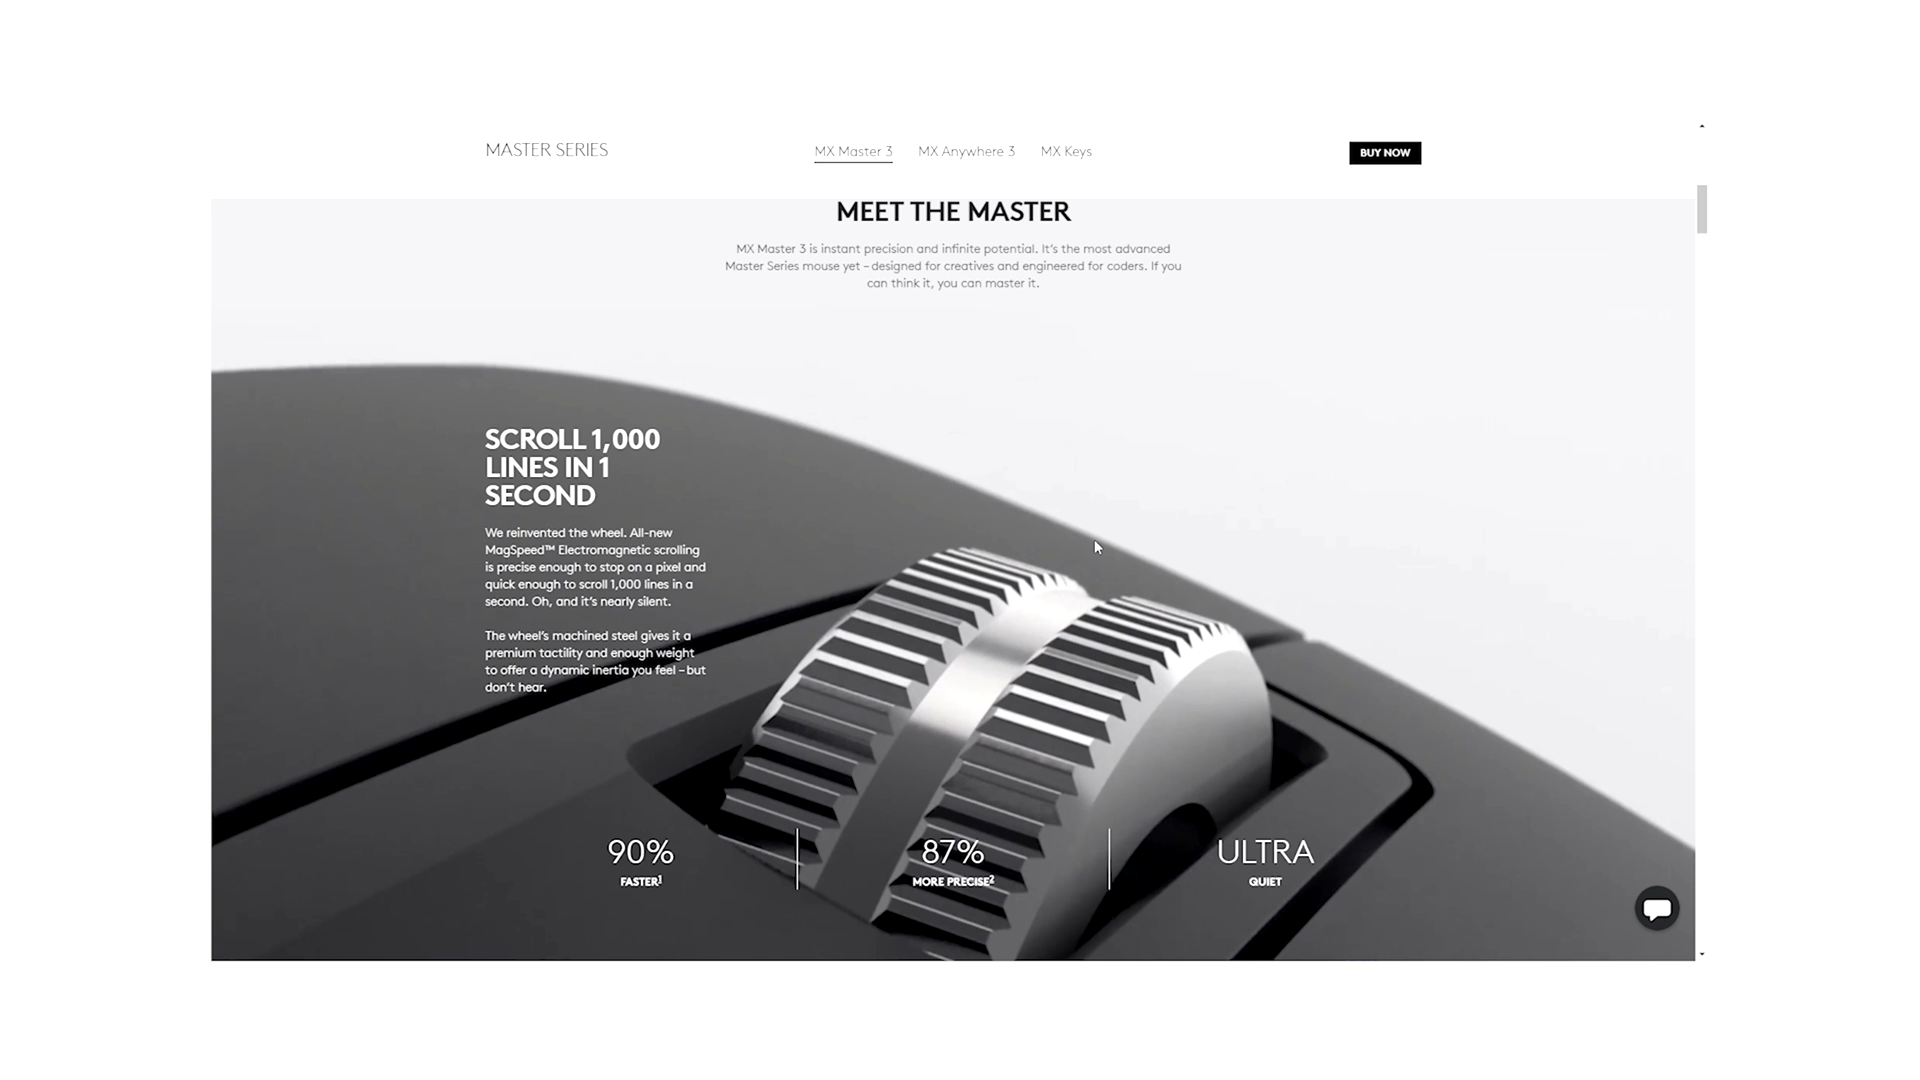 MASTER SERIES
MX Master 3 MX Anywhere 3 MX Keys
BUY NOW
MEET THE MASTER
MX Master 3 is instant precision and infinite potential. It's the most advanced
Master Series mouse yet – designed for creatives and engineered for coders. If you
can think it, you can master it.
SCROLL 1,000
LINES IN 1
SECOND
We reinvented the wheel. All-new
MagSpeed™ Electromagnetic scrolling
is precise enough to stop on a pixel and
quick enough to scroll 1,000 lines in a
second. Oh, and it's nearly silent.
The wheel's machined steel gives it a
premium tactility and enough weight
to offer a dynamic inertia you feel – but
don't hear.
90%
FASTER¹
87%
MORE PRECISE²
ULTRA
QUIET